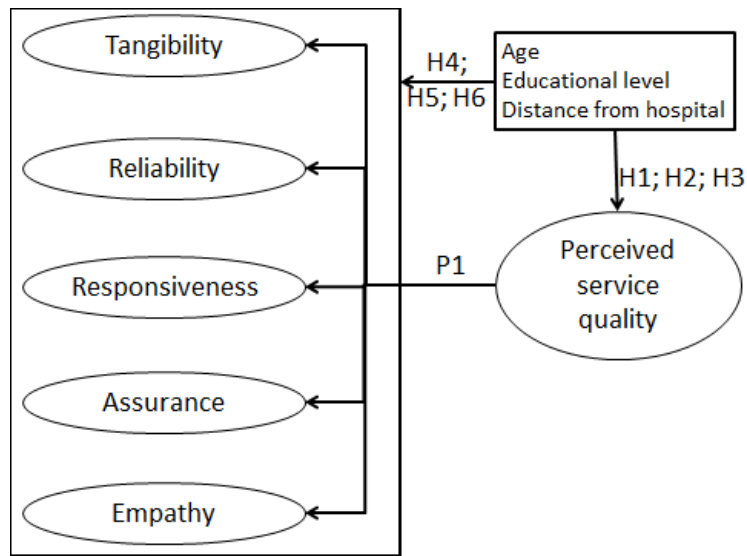 Tangibility
Reliability
Responsiveness
Assurance
Empathy
H4;
H5; H6
Age
Educational level
Distance from hospital
H1; H2; H3
P1
Perceived
service
quality